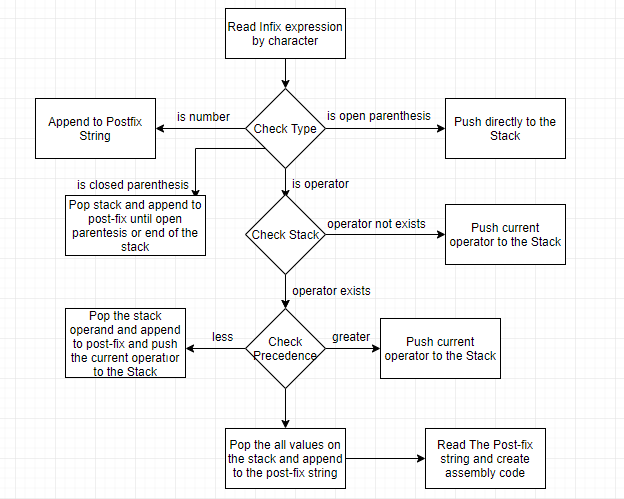 Read Infix expression
by character
is number
is open parenthesis
Append to Postfix
String
Check Type
Push directly to the
Stack
is closed parenthesis
is operator
Pop stack and append to
post-fix until open
parentesis or end of the
stack
Check Stack
operator not exists
Push current
operator to the Stack
operator exists
Pop the stack
operand and append
to post-fix and push
the current operatior
to the Stack
less
Check
Precedence
greater
Push current
operator to the Stack
Pop the all values on
the stack and append
to the post-fix string
Read The Post-fix
string and create
assembly code